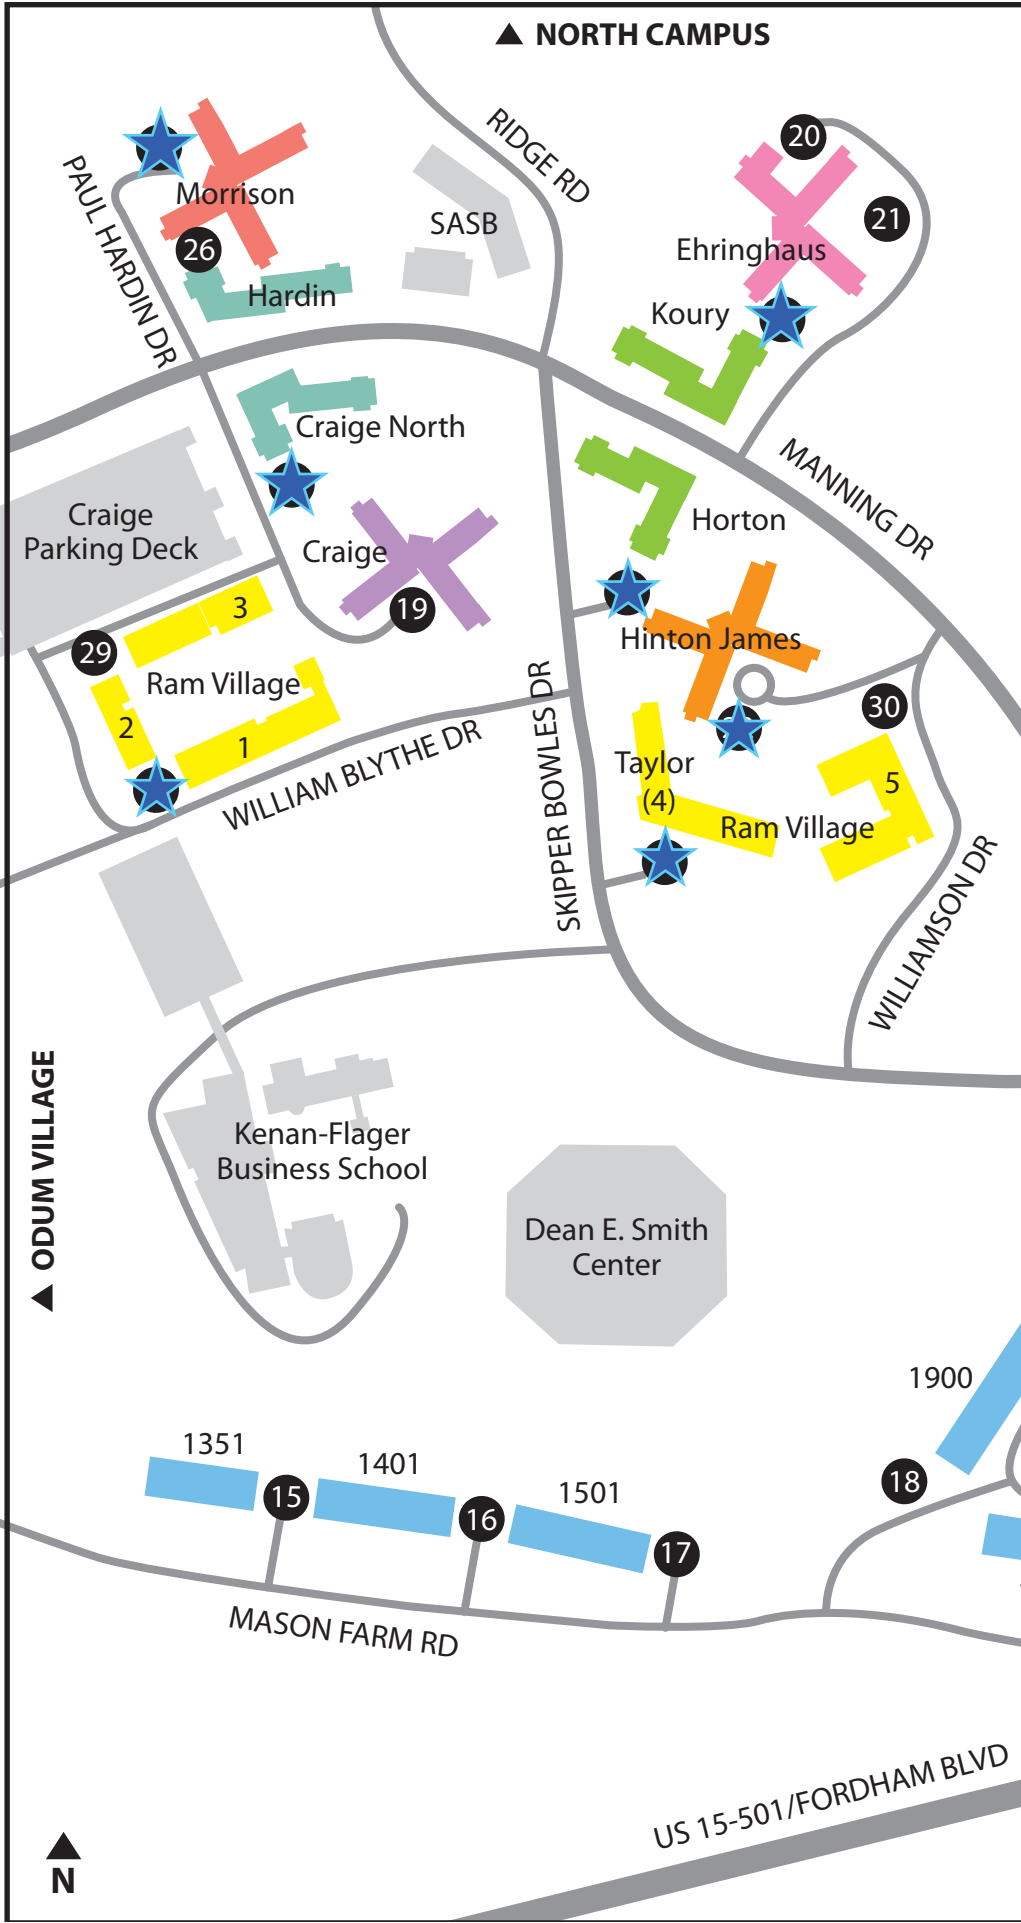 NORTH CAMPUS
RIDGE RD
20
PAUL HARDIN DR
Morrison
21
SASB
26
Ehringhaus
Hardin
Koury
Craige North
MANNING DR
Craige
Parking Deck
Horton
Craige
3
19
29
Hinton James
Ram Village
30
2
1
WILLIAM BLYTHE DR
SKIPPER BOWLES DR
Taylor
(4)
5
Ram Village
WILLIAMSON DR
ODUM VILLAGE
Kenan-Flager
Business School
Dean E. Smith
Center
1900
1351
1401
18
1501
15
16
17
MASON FARM RD
US 15-501/FORDHAM BLVD
N